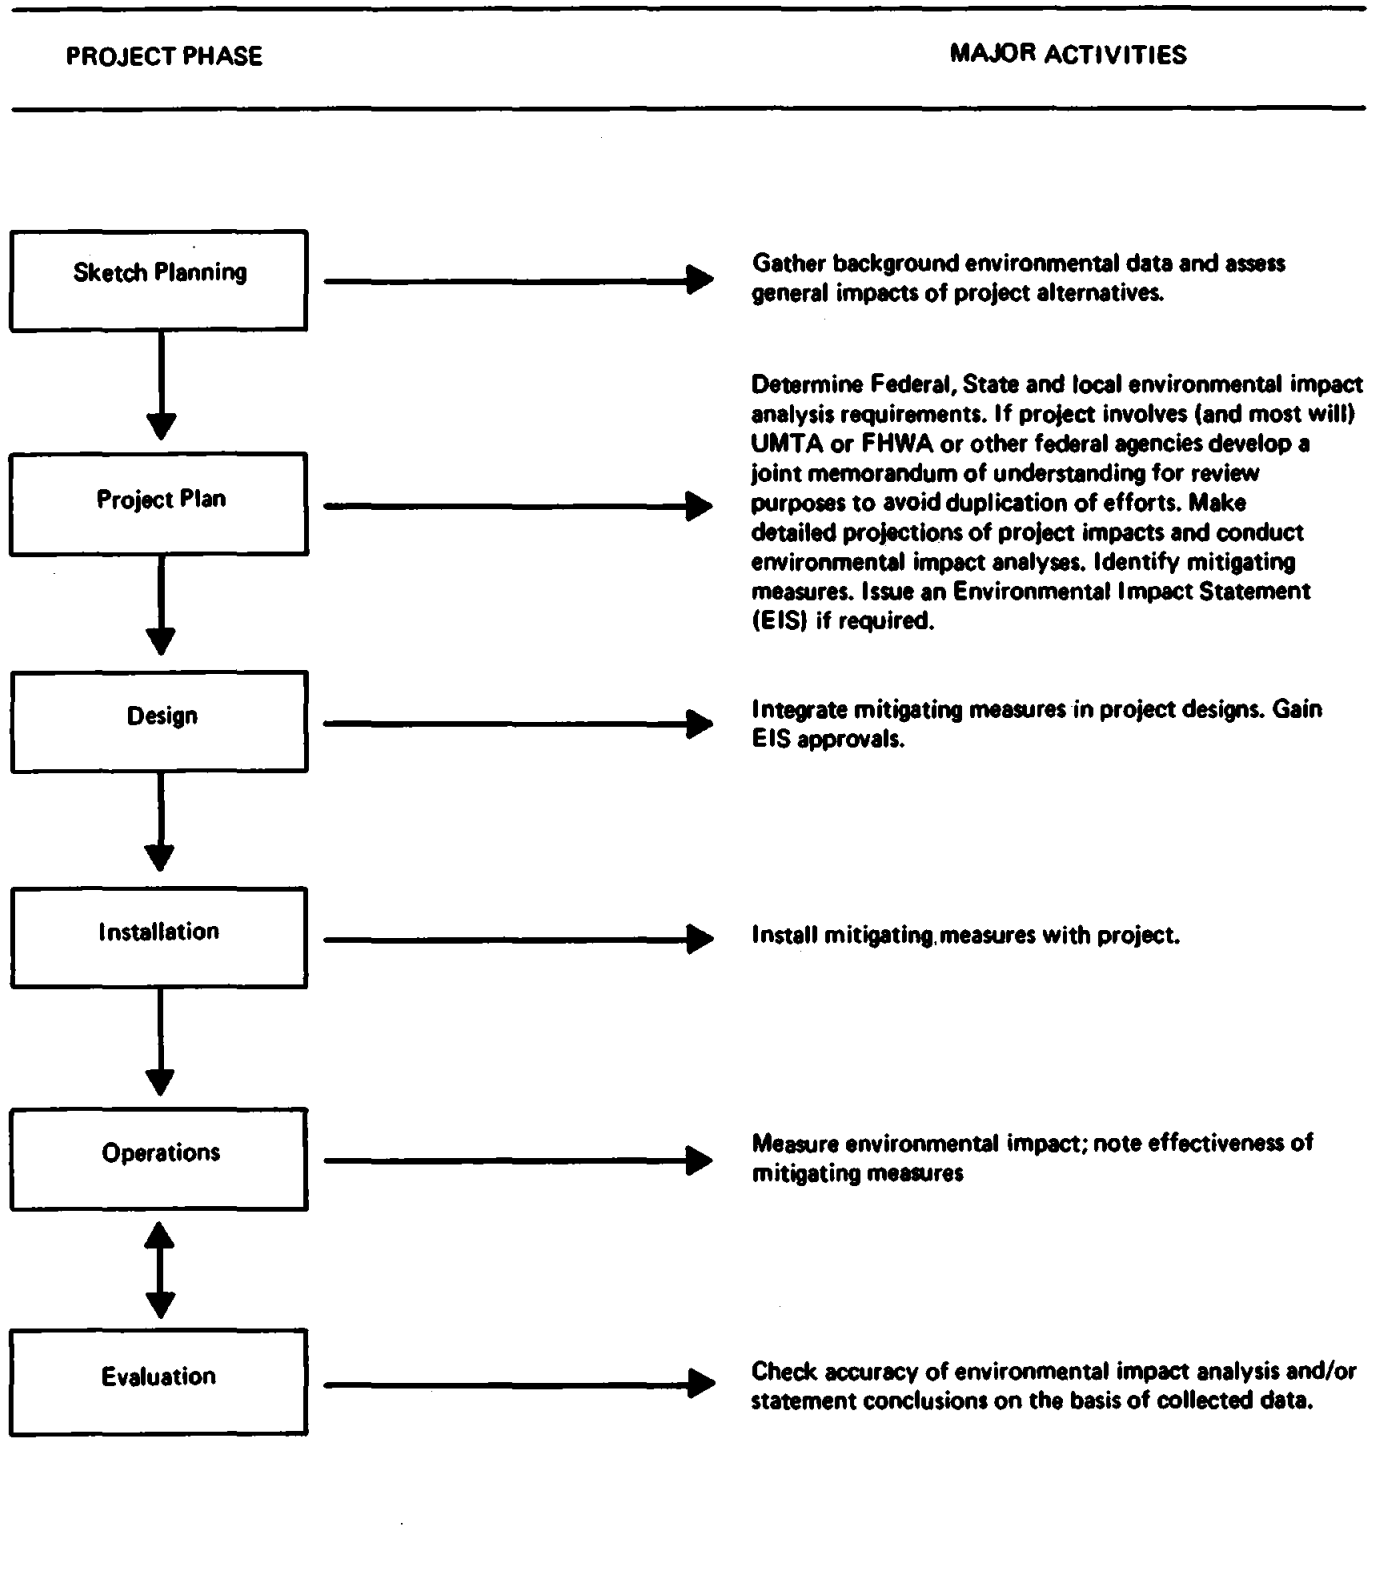 PROJECT PHASE
MAJOR ACTIVITIES
Sketch Planning
Gather background environmental data and assess
general impacts of project alternatives.
Project Plan
Determine Federal, State and local environmental impact
analysis requirements. If project involves (and most will)
UMTA or FHWA or other federal agencies develop a
joint memorandum of understanding for review
purposes to avoid duplication of efforts. Make
detailed projections of project impacts and conduct
environmental impact analyses. Identify mitigating
measures. Issue an Environmental Impact Statement
(EIS) if required.
Design
Integrate mitigating measures in project designs. Gain
EIS approvals.
Installation
Install mitigating measures with project.
Operations
Measure environmental impact; note effectiveness of
mitigating measures
Evaluation
Check accuracy of environmental impact analysis and/or
statement conclusions on the basis of collected data.